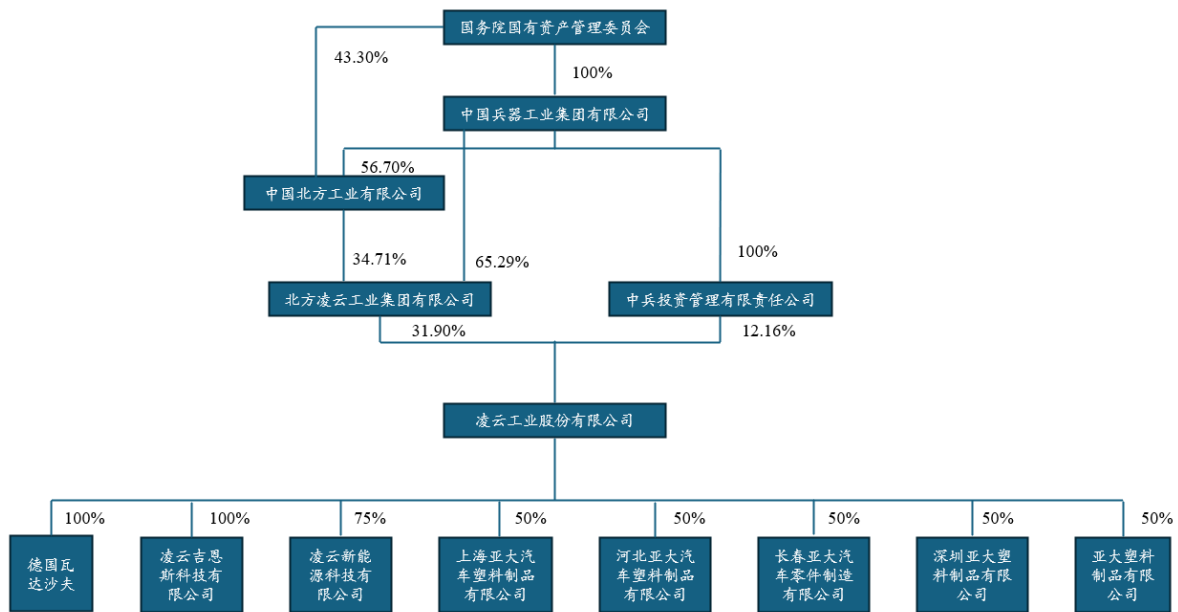 国务院国有资产管理委员会
43.30%
100%
中国兵器工业集团有限公司
56.70%
中国北方工业有限公司
34.71%
65.29%
100%
北方凌云工业集团有限公司
中兵投资管理有限责任公司
31.90%
12.16%
凌云工业股份有限公司
100%
100%
75%
50%
50%
50%
50%
50%
德国瓦
达沙夫
凌云吉恩
斯科技有
限公司
凌云新能
源科技有
限公司
上海亚大汽
车塑料制品
有限公司
河北亚大汽
车塑料制品
有限公司
长春亚大汽
车零件制造
有限公司
深圳亚大塑
料制品有限
公司
亚大塑料
制品有限
公司